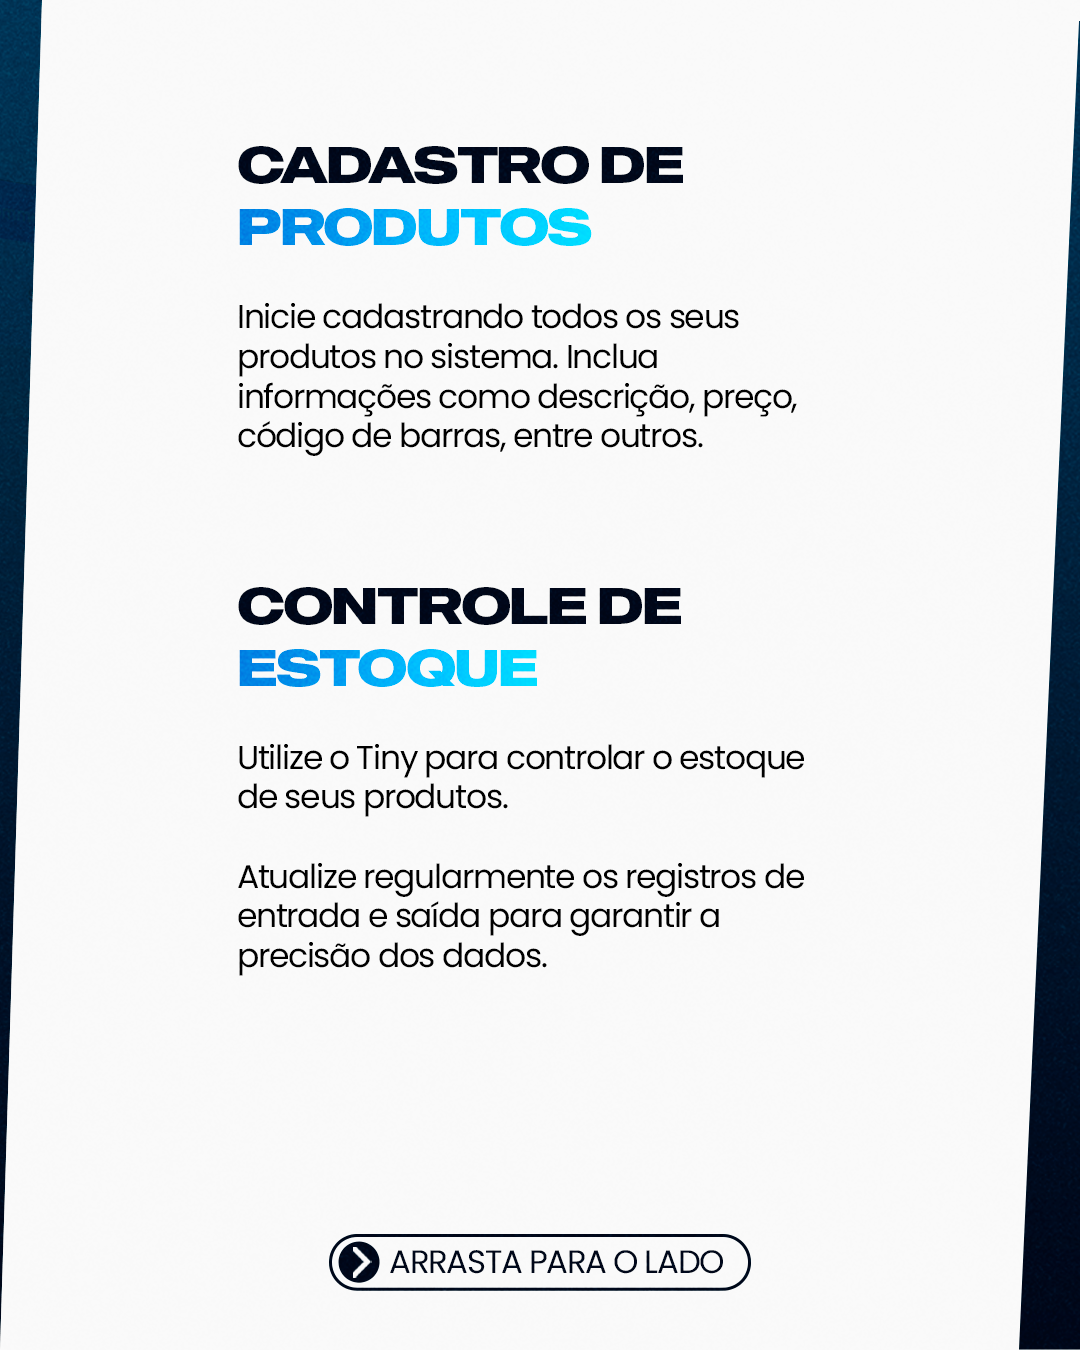 CADASTRO DE
PRODUTOS
Inicie cadastrando todos os seus
produtos no sistema. Inclua
informações como descrição, preço,
código de barras, entre outros.
CONTROLE DE
ESTOQUE
Utilize o Tiny para controlar o estoque
de seus produtos.
Atualize regularmente os registros de
entrada e saída para garantir a
precisão dos dados.
ARRASTA PARA O LADO